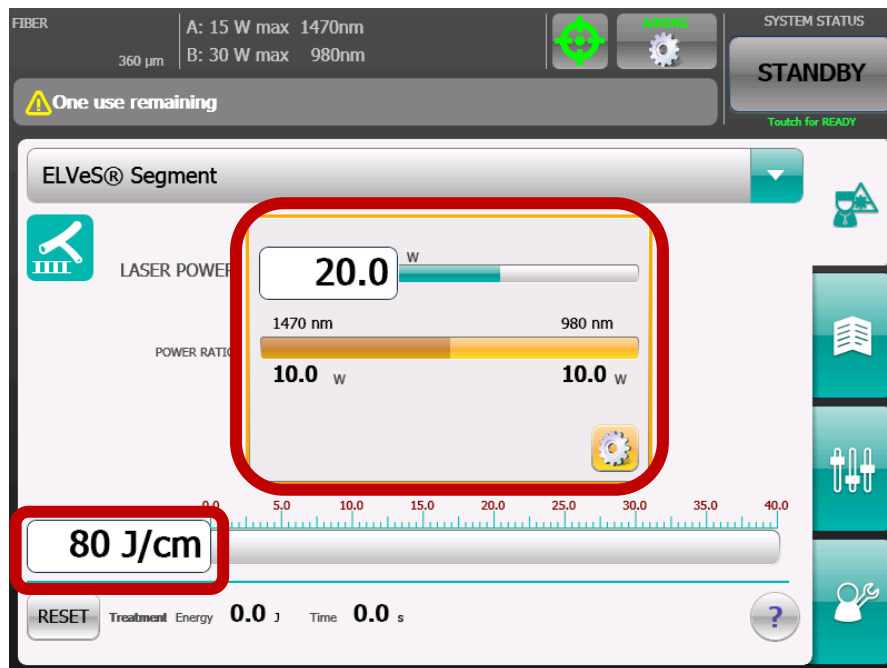 FIBER
360 µm
A: 15 W max 1470nm
B: 30 W max 980nm
AIMING
SYSTEM STATUS
STANDBY
Toutch for READY
One use remaining
ELVeS® Segment
LASER POWER
20.0 W
1470 nm 980 nm
POWER RATIO
10.0 W 10.0 W
0.0 5.0 10.0 15.0 20.0 25.0 30.0 35.0 40.0
80 J/cm
RESET Treatment Energy 0.0 J Time 0.0 s ?